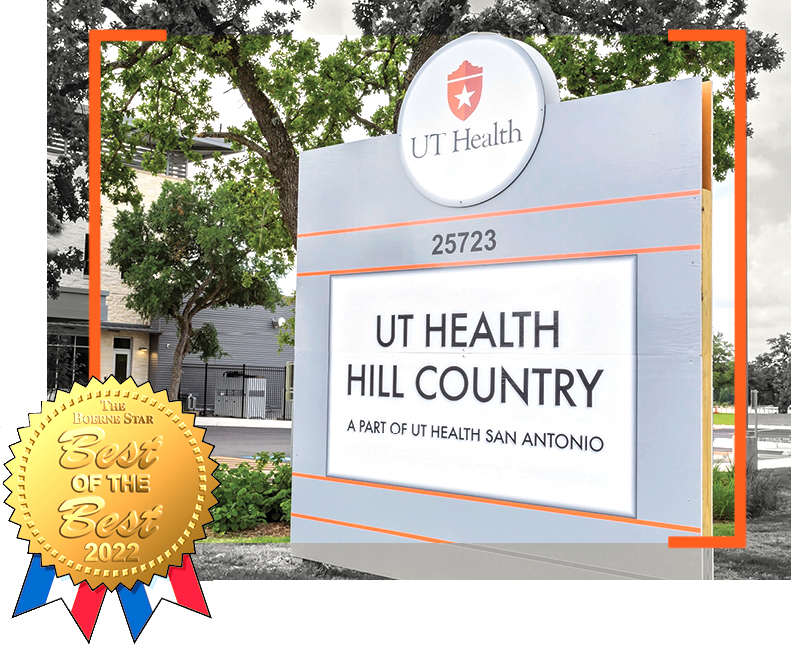 UT Health
25723
UT HEALTH
HILL COUNTRY
A PART OF UT HEALTH SAN ANTONIO
THE
BOERNE STAR
Best
OF THE
Best
2022